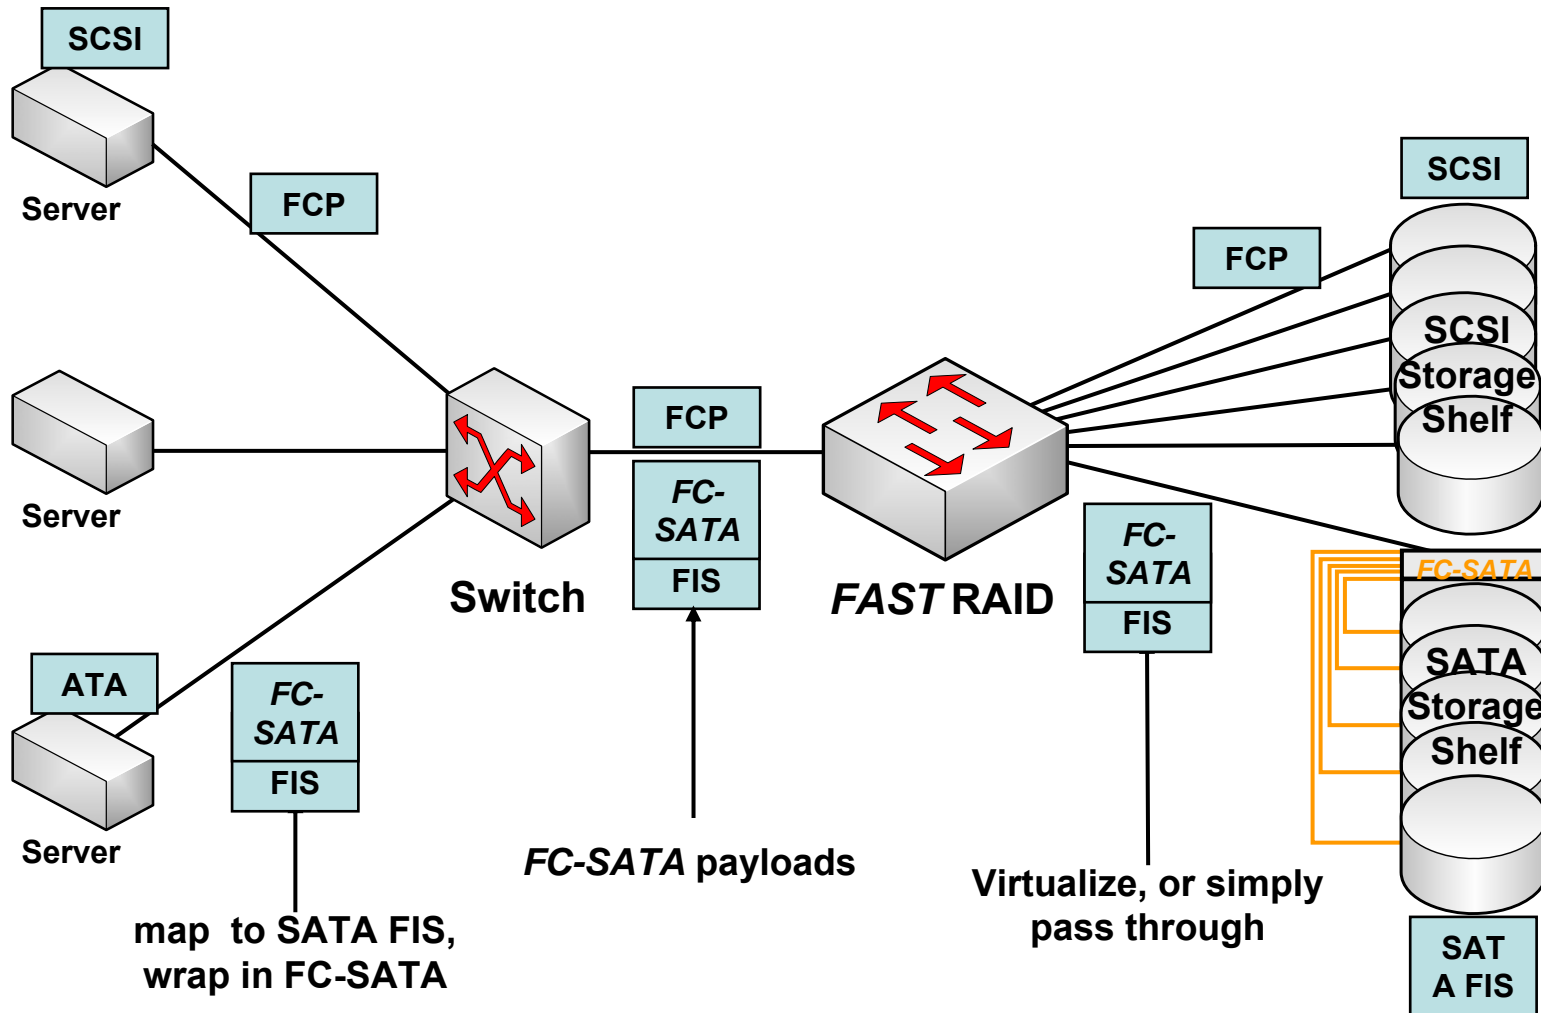 SCSI
Server
FCP
Server
ATA
Server
FC-
SATA
FIS
map to SATA FIS,
wrap in FC-SATA
Switch
FCP
FC-
SATA
FIS
FC-SATA payloads
FAST RAID
FC-
SATA
FIS
Virtualize, or simply
pass through
FCP
SCSI
SCSI
Storage
Shelf
FC-SATA
SATA
Storage
Shelf
SAT
A FIS